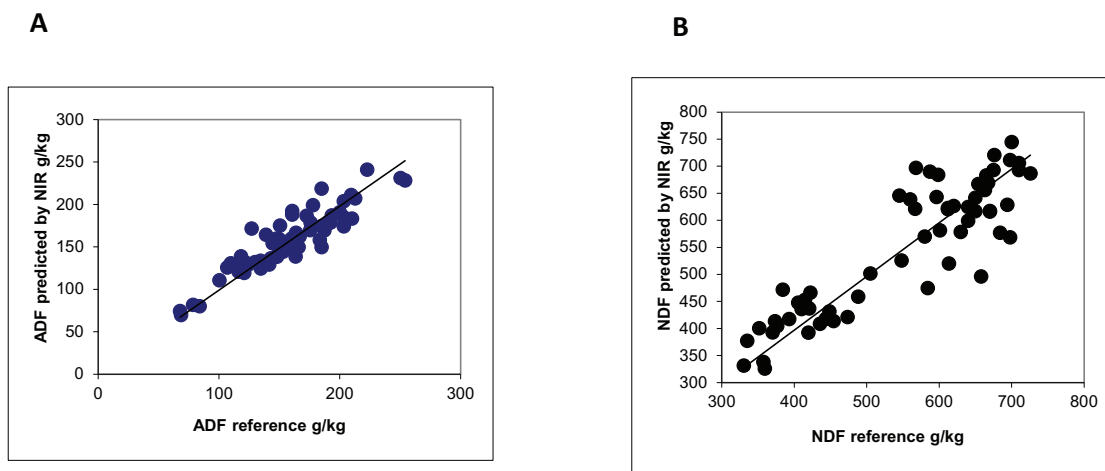 A
B
ADF predicted by NIR g/kg
300
250
200
150
100
50
0
0 100 200 300
ADF reference g/kg
NDF predicted by NIR g/kg
800
750
700
650
600
550
500
450
400
350
300
300 400 500 600 700 800
NDF reference g/kg